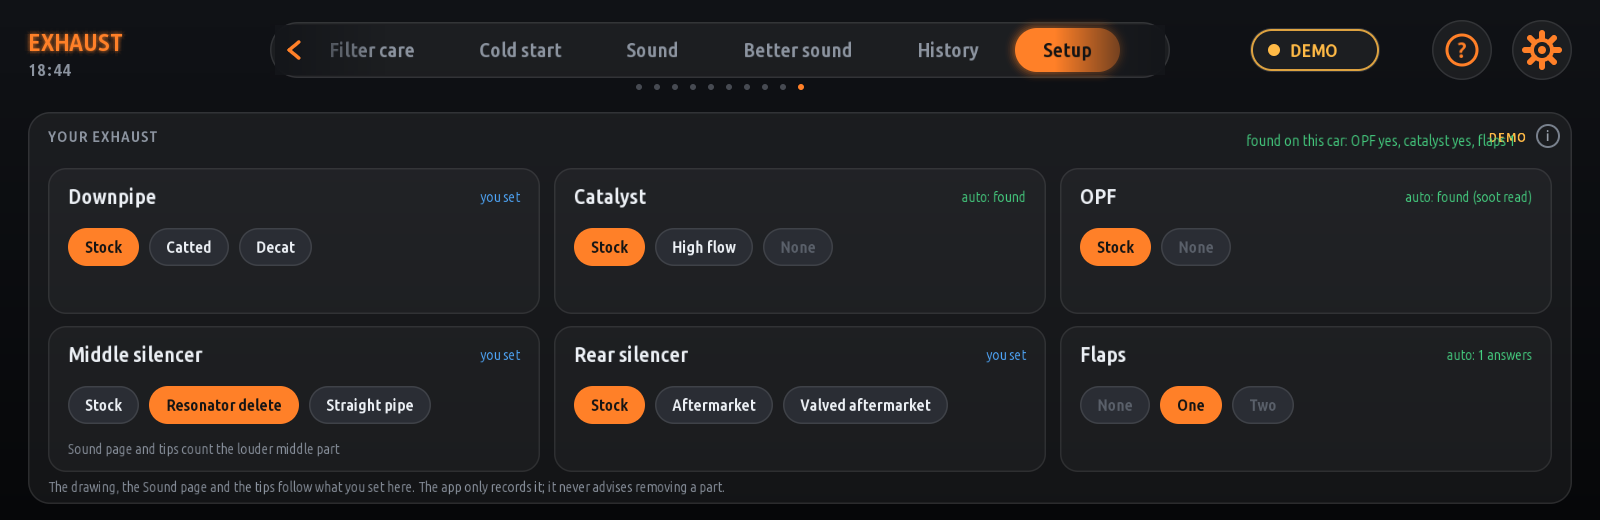 EXHAUST
18:44
Filter care
Cold start
Sound
Better sound
History
Setup
DEMO
?
YOUR EXHAUST
found on this car: OPF yes, catalyst yes, flaps 1
DEMO
i
Downpipe
you set
Stock
Catted
Decat
Catalyst
auto: found
Stock
High flow
None
OPF
auto: found (soot read)
Stock
None
Middle silencer
you set
Stock
Resonator delete
Straight pipe
Sound page and tips count the louder middle part
Rear silencer
you set
Stock
Aftermarket
Valved aftermarket
Flaps
auto: 1 answers
None
One
Two
The drawing, the Sound page and the tips follow what you set here. The app only records it; it never advises removing a part.